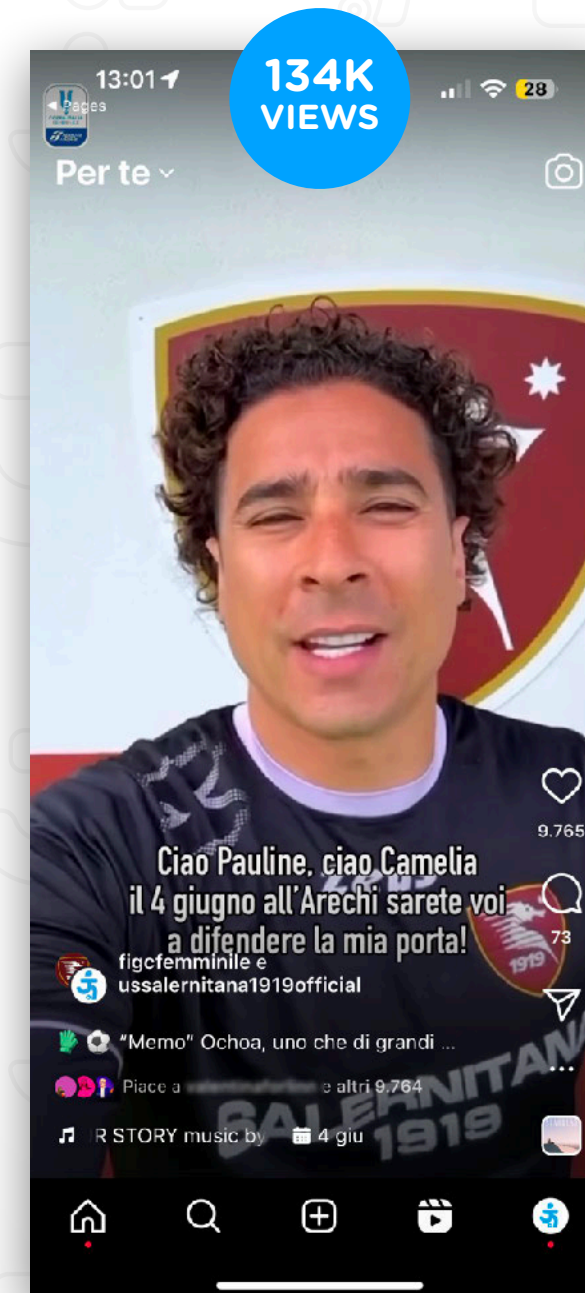 134K
VIEWS
13:01
28
Pages
Per te
Ciao Pauline, ciao Camelia
il 4 giugno all'Arechi sarete voi
a difendere la mia porta!
9.765
73
figcfemminile e
ussalernitana1919official
"Memo" Ochoa, uno che di grandi ...
Piace a
e altri 9.764
R STORY music by
4 giu
1919
SALERNITANA
1919